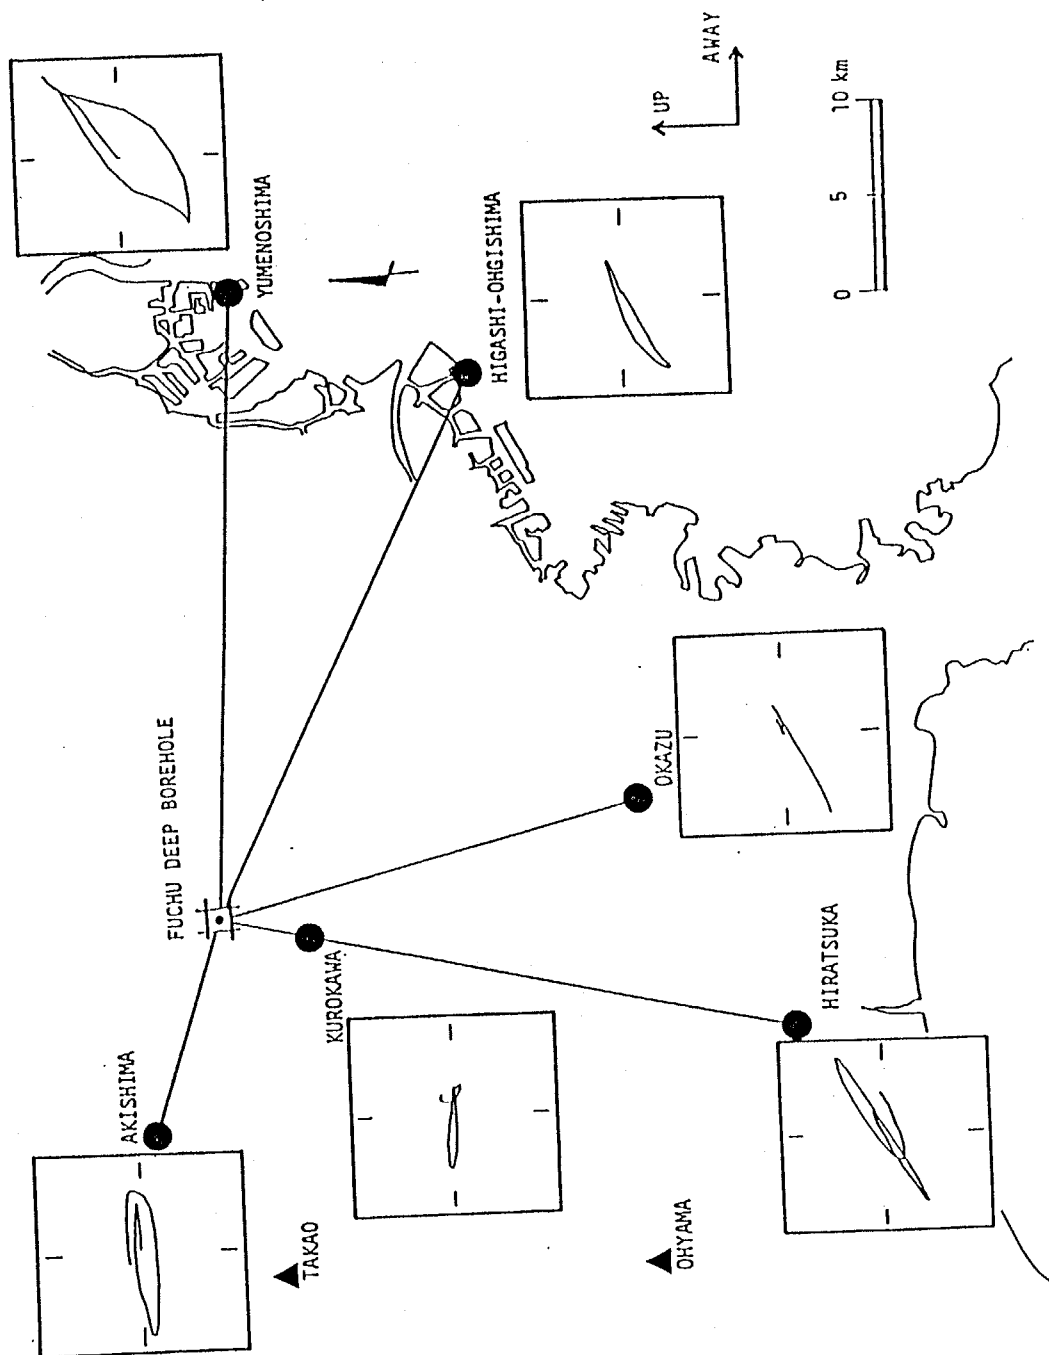 YUMENOSHIMA
UP
AWAY
HIGASHI-OHGISHIMA
0
5
10 km
FUCHU DEEP BOREHOLE
OKAZU
AKISHIMA
KUROKAWA
HIRATSUKA
TAKAO
OHYAMA